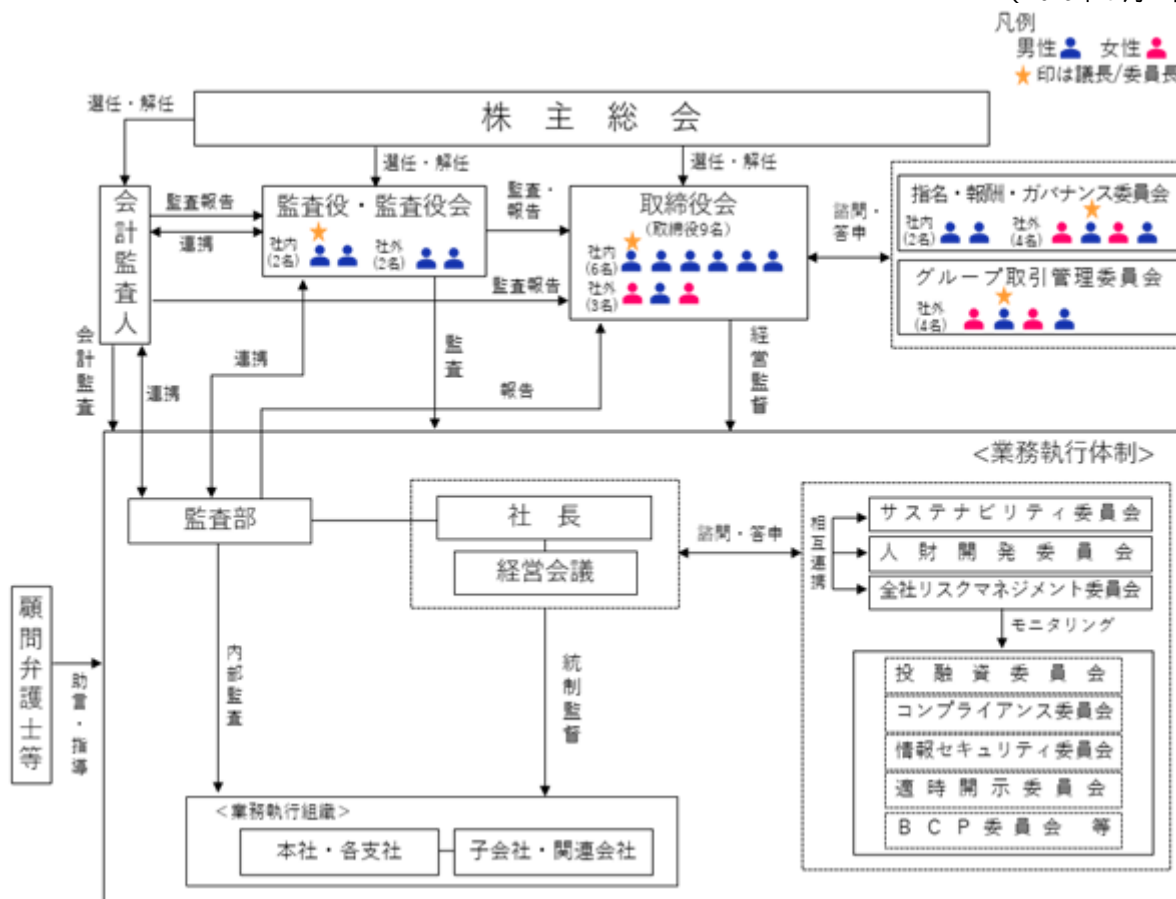 凡例
男性 女性
★印は議長/委員長
株主総会
選任・解任
選任・解任
選任・解任
会計監査人
監査報告
連携
監査役・監査役会
社内
(2名)
社外
(2名)
監査・
報告
監査報告
取締役会
(取締役9名)
社内
(6名)
社外
(3名)
諮問・
答申
指名・報酬・ガバナンス委員会
社内
(2名)
社外
(4名)
グループ取引管理委員会
社外
(4名)
会計監査
連携
連携
監査
報告
経営監督
<業務執行体制>
監査部
社長
経営会議
諮問・答申
相互連携
サステナビリティ委員会
人財開発委員会
全社リスクマネジメント委員会
モニタリング
投融資委員会
コンプライアンス委員会
情報セキュリティ委員会
適時開示委員会
BCP委員会 等
顧問弁護士等
助言・指導
内部監査
統制監督
<業務執行組織>
本社・各支社
子会社・関連会社